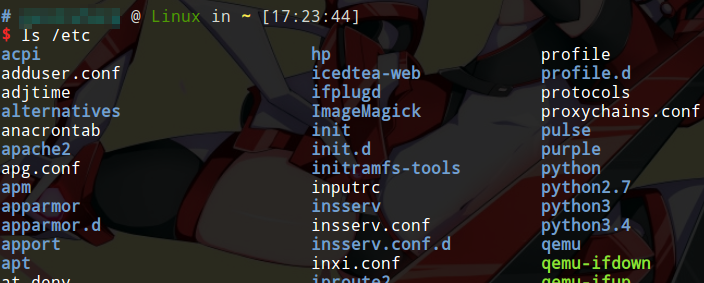 # @ Linux in ~ [17:23:44]
$ ls /etc
acpi hp profile
adduser.conf icedtea-web profile.d
adjtime ifplugd protocols
alternatives ImageMagick proxychains.conf
anacrontab init pulse
apache2 init.d purple
apg.conf initramfs-tools python
apm inputrc python2.7
apparmor insserv python3
apparmor.d insserv.conf python3.4
apport insserv.conf.d qemu
apt inxi.conf qemu-ifdown
at.deny iproute2 qemu-ifup